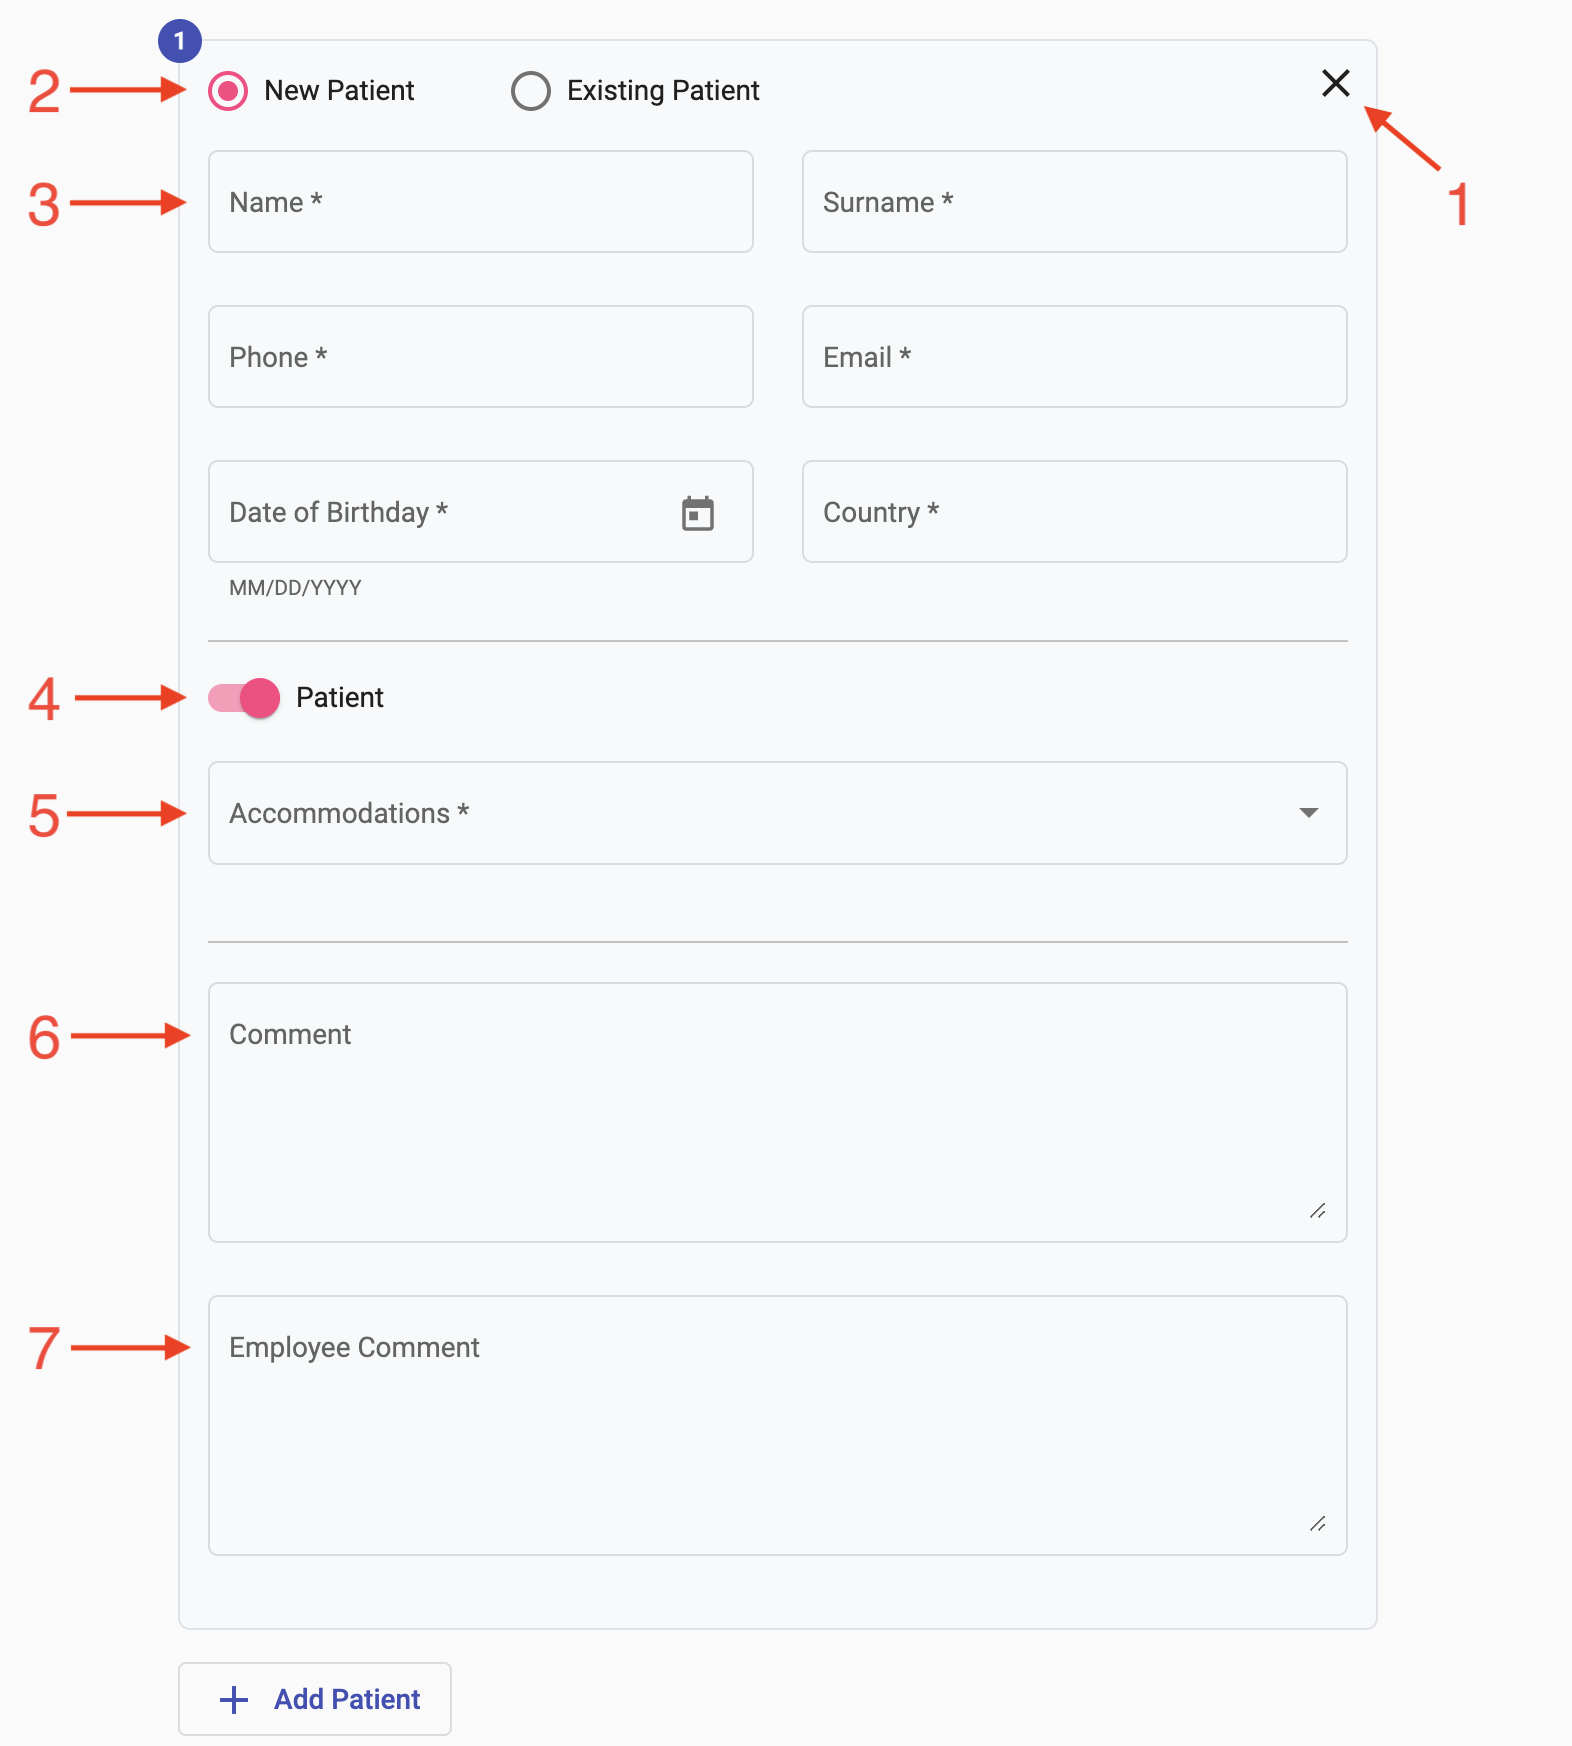 1
2 New Patient Existing Patient
3 Name * Surname * 1
Phone * Email *
Date of Birthday * Country *
MM/DD/YYYY
4 Patient
5 Accommodations *
6 Comment
7 Employee Comment
+ Add Patient